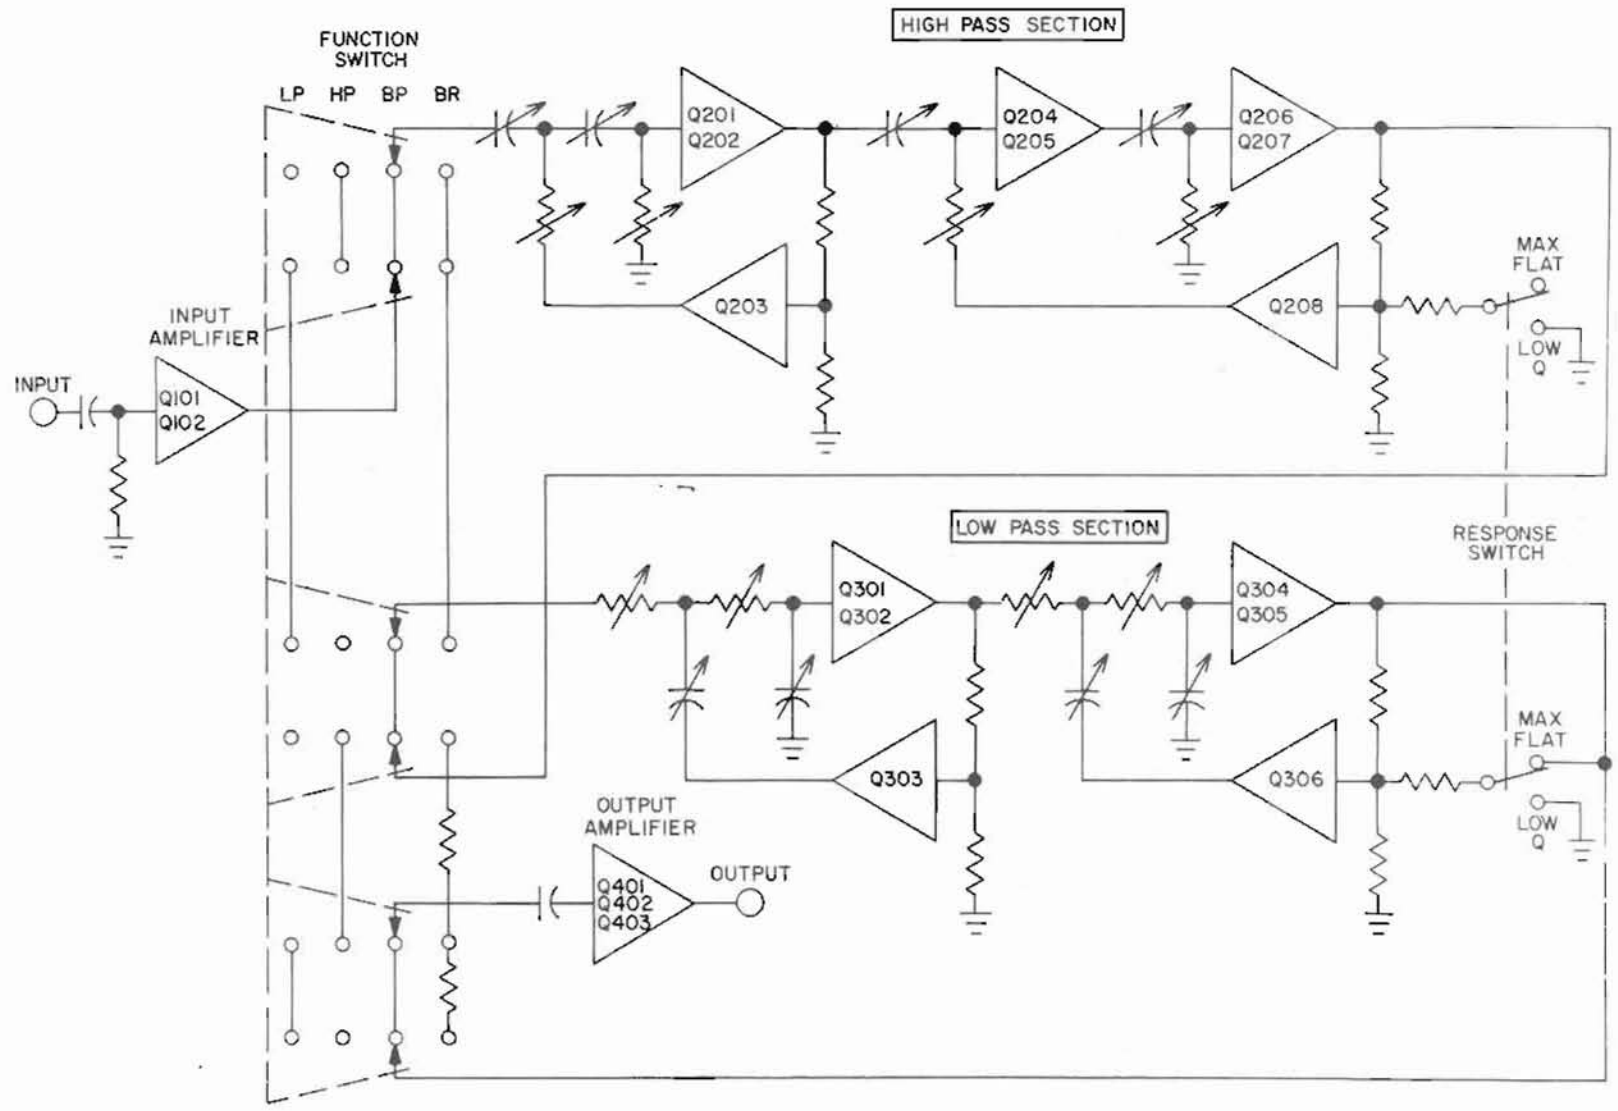 HIGH PASS SECTION
FUNCTION
SWITCH
LP HP BP BR
Q201
Q202
Q204
Q205
Q206
Q207
MAX
FLAT
Q203
Q208
INPUT
AMPLIFIER
LOW
Q
INPUT
Q101
Q102
LOW PASS SECTION
RESPONSE
SWITCH
Q301
Q302
Q304
Q305
MAX
FLAT
Q303
Q306
OUTPUT
AMPLIFIER
LOW
Q
OUTPUT
Q401
Q402
Q403